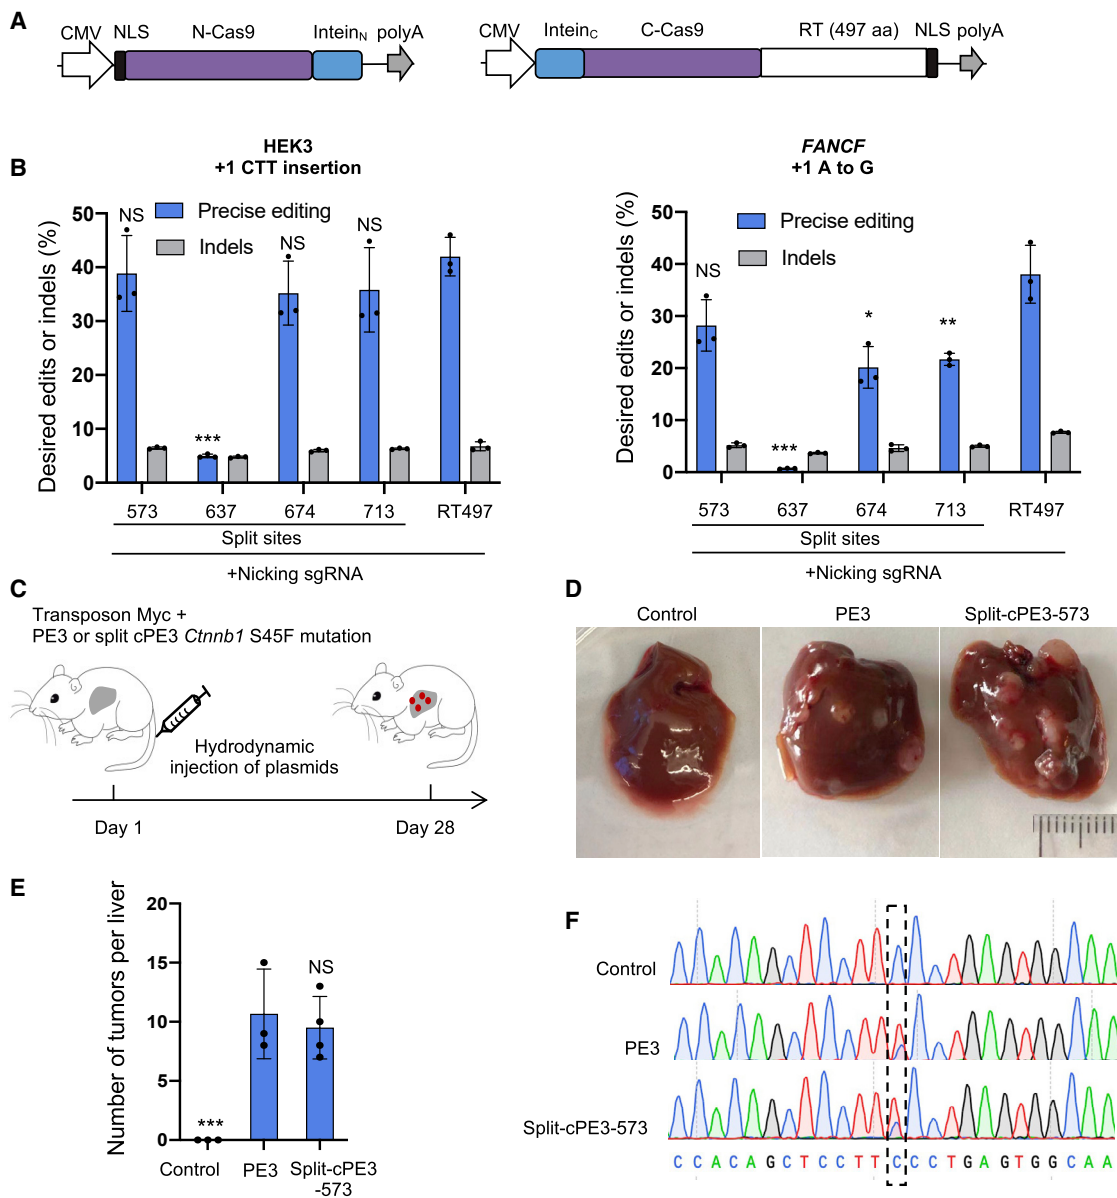 A
CMV NLS N-Cas9 InteinN polyA
CMV InteinC C-Cas9 RT (497 aa) NLS polyA
B
HEK3
+1 CTT insertion
Desired edits or indels (%)
50
40
30
20
10
0
Precise editing
Indels
NS
***
NS
NS
573 637 674 713 RT497
Split sites
+Nicking sgRNA
FANCF
+1 A to G
Desired edits or indels (%)
50
40
30
20
10
0
Precise editing
Indels
NS
***
*
**
573 637 674 713 RT497
Split sites
+Nicking sgRNA
C
Transposon Myc +
PE3 or split cPE3 Ctnnb1 S45F mutation
Hydrodynamic
injection of plasmids
Day 1 Day 28
D
Control PE3 Split-cPE3-573
E
Number of tumors per liver
20
15
10
5
0
***
NS
Control PE3 Split-cPE3
-573
F
Control
PE3
Split-cPE3-573
C C A C A G C T C C T T C C C T G A G T G G C A A